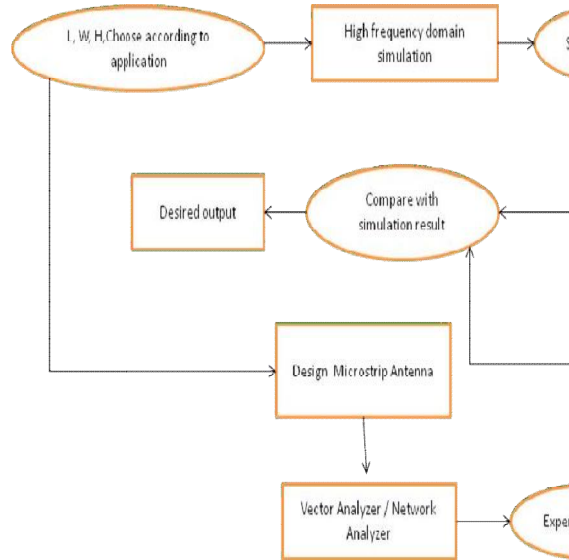 L, W, H,Choose according to
application
High frequency domain
simulation
Desired output
Compare with
simulation result
Design Microstrip Antenna
Vector Analyzer / Network
Analyzer